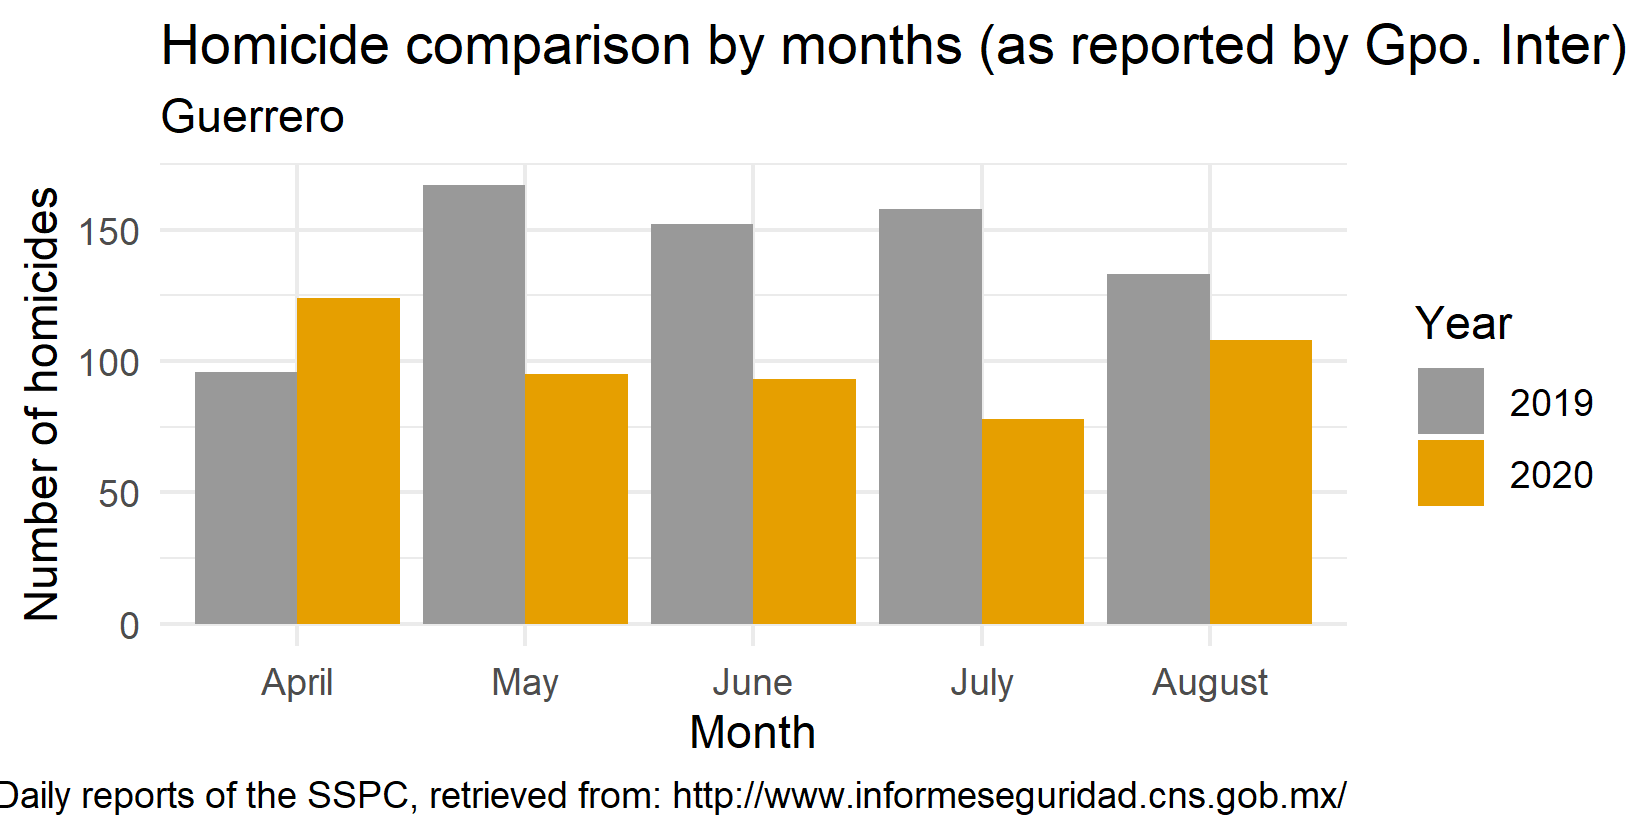 Homicide comparison by months (as reported by Gpo. Inter)
Guerrero
Number of homicides
150
100
50
0
April May June July August
Month
Year
2019
2020
Daily reports of the SSPC, retrieved from: http://www.informeseguridad.cns.gob.mx/